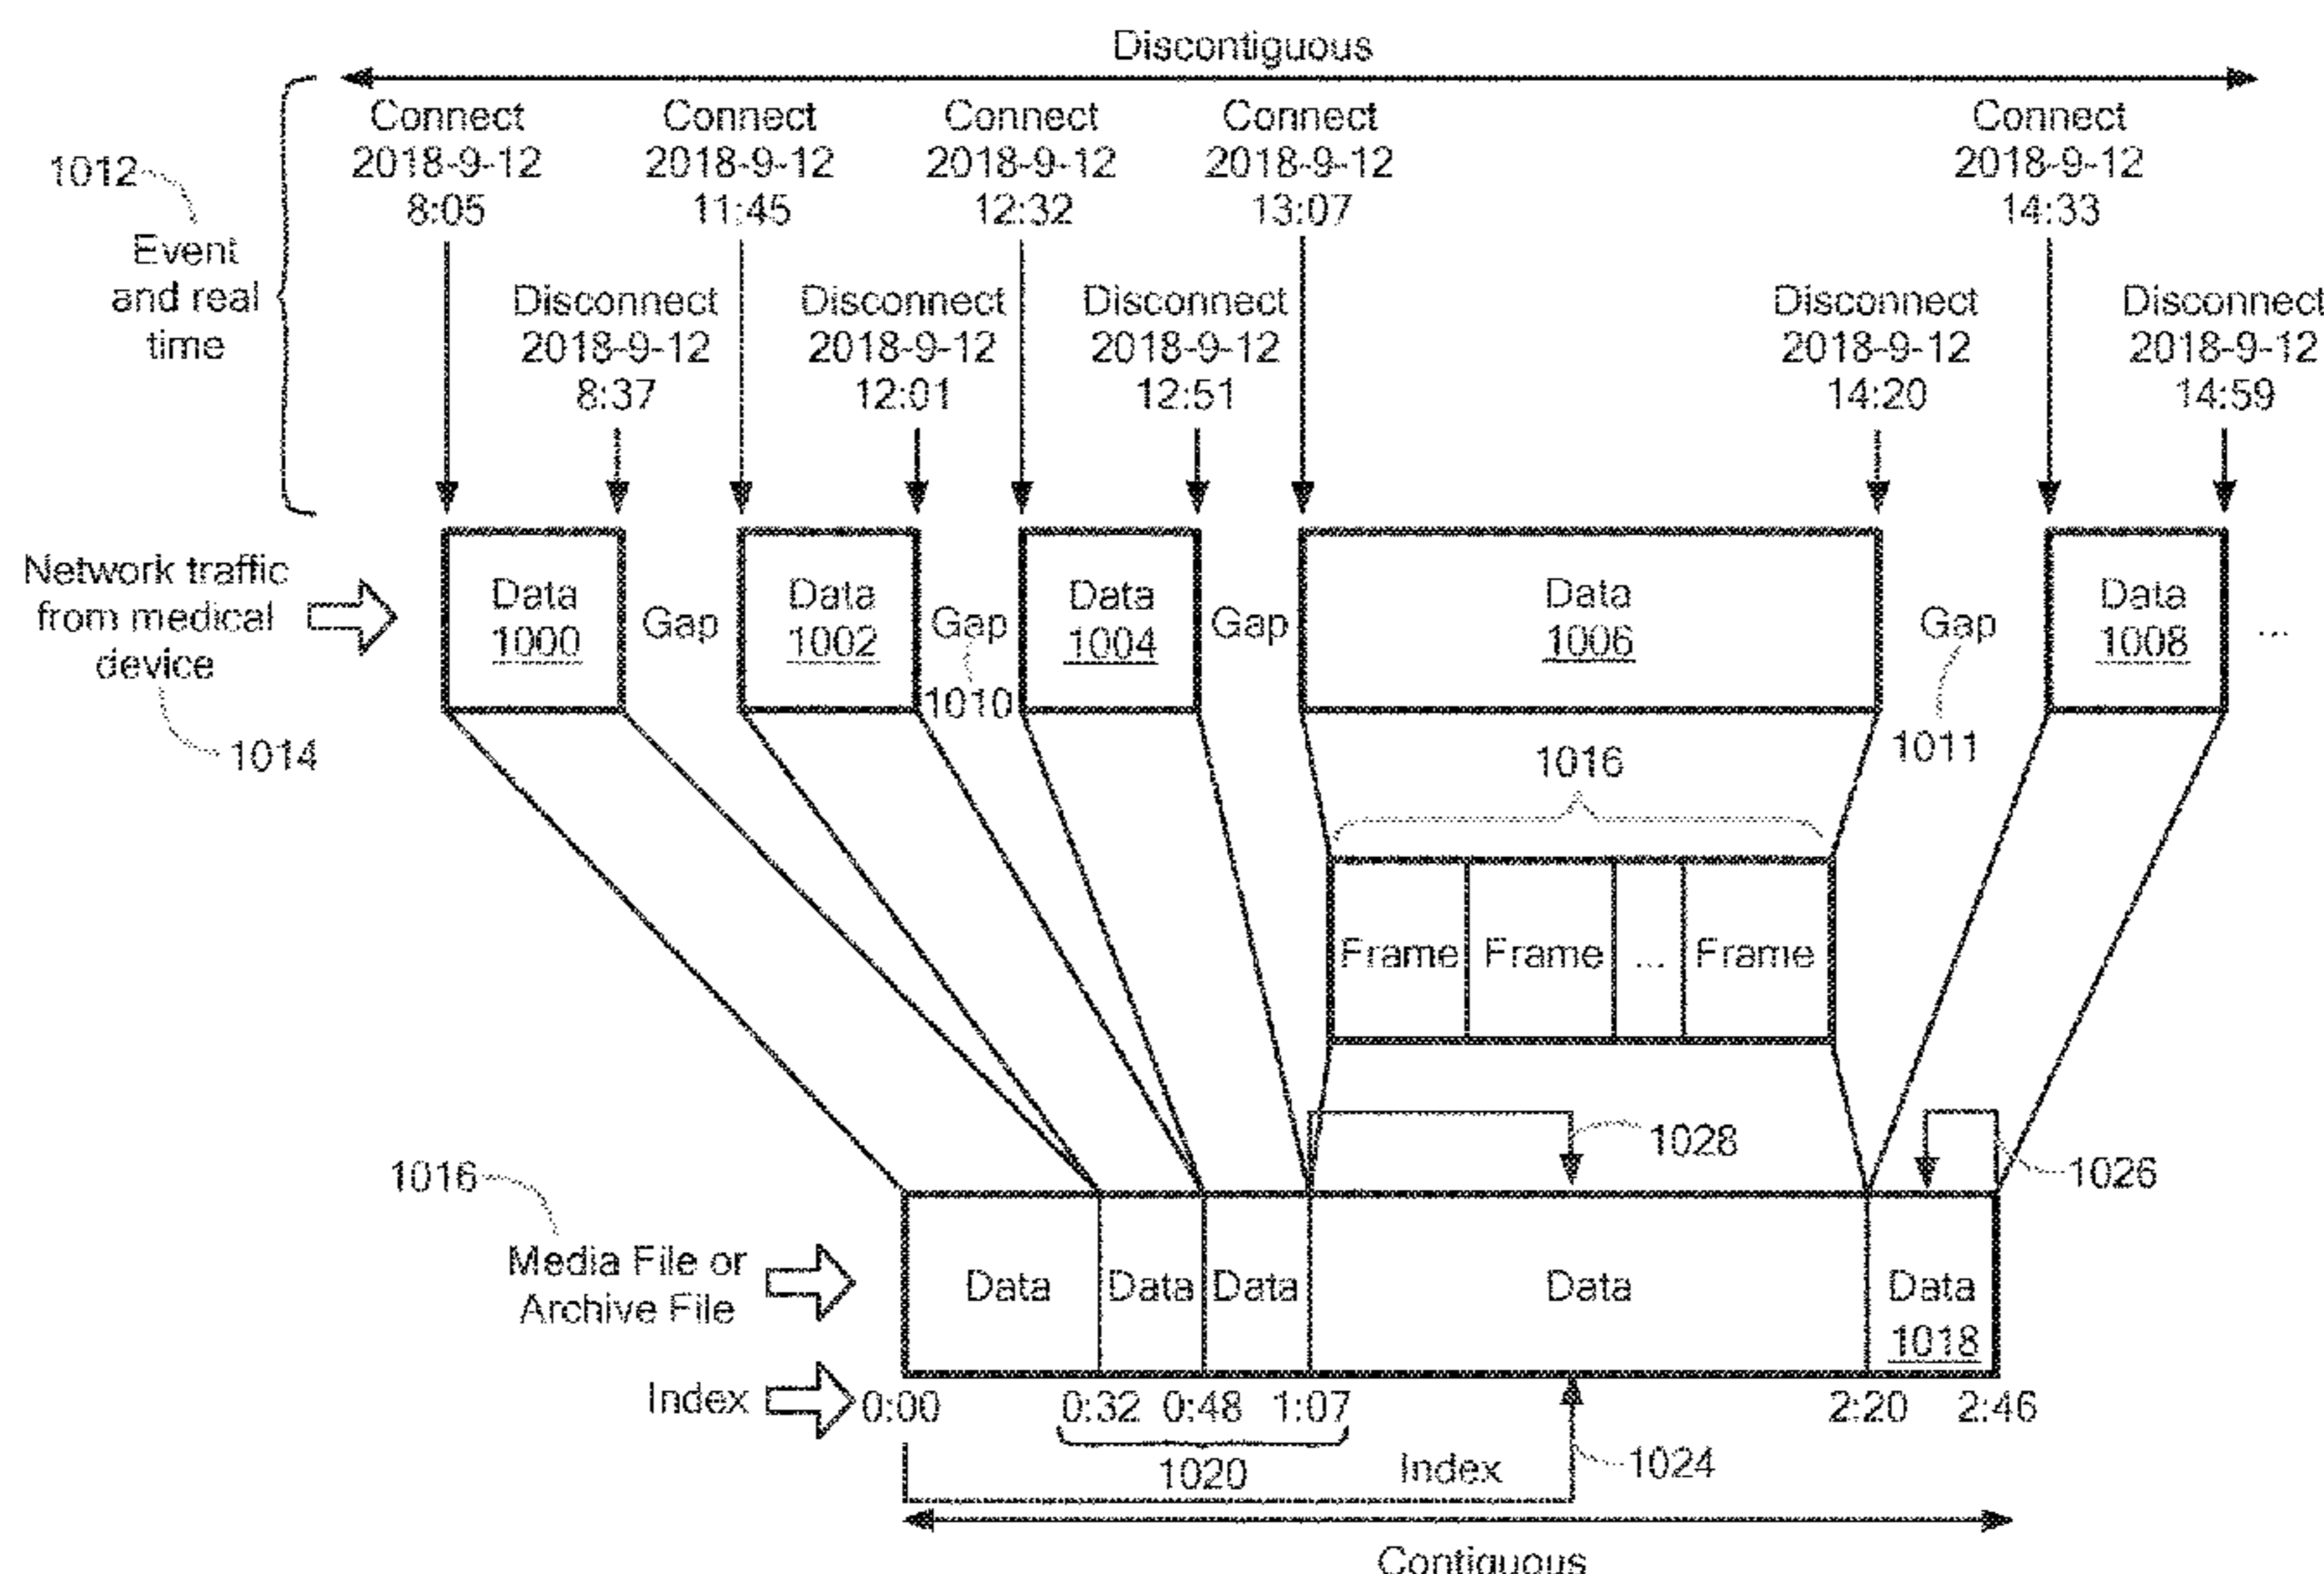 Discontiguous
Connect
2018-9-12
8:05
Connect
2018-9-12
11:45
Connect
2018-9-12
12:32
Connect
2018-9-12
13:07
Connect
2018-9-12
14:33
1012
Event
and real
time
Disconnect
2018-9-12
8:37
Disconnect
2018-9-12
12:01
Disconnect
2018-9-12
12:51
Disconnect
2018-9-12
14:20
Disconnect
2018-9-12
14:59
Network traffic
from medical
device
1014
Data
1000
Gap
Data
1002
Gap
1010
Data
1004
Gap
Data
1006
Gap
1011
Data
1008
...
1016
Frame Frame ... Frame
1028
1026
1016
Media File or
Archive File
Data Data Data Data Data
1018
Index 0:00 0:32 0:48 1:07 2:20 2:46
1020
Index
1024
Contiguous